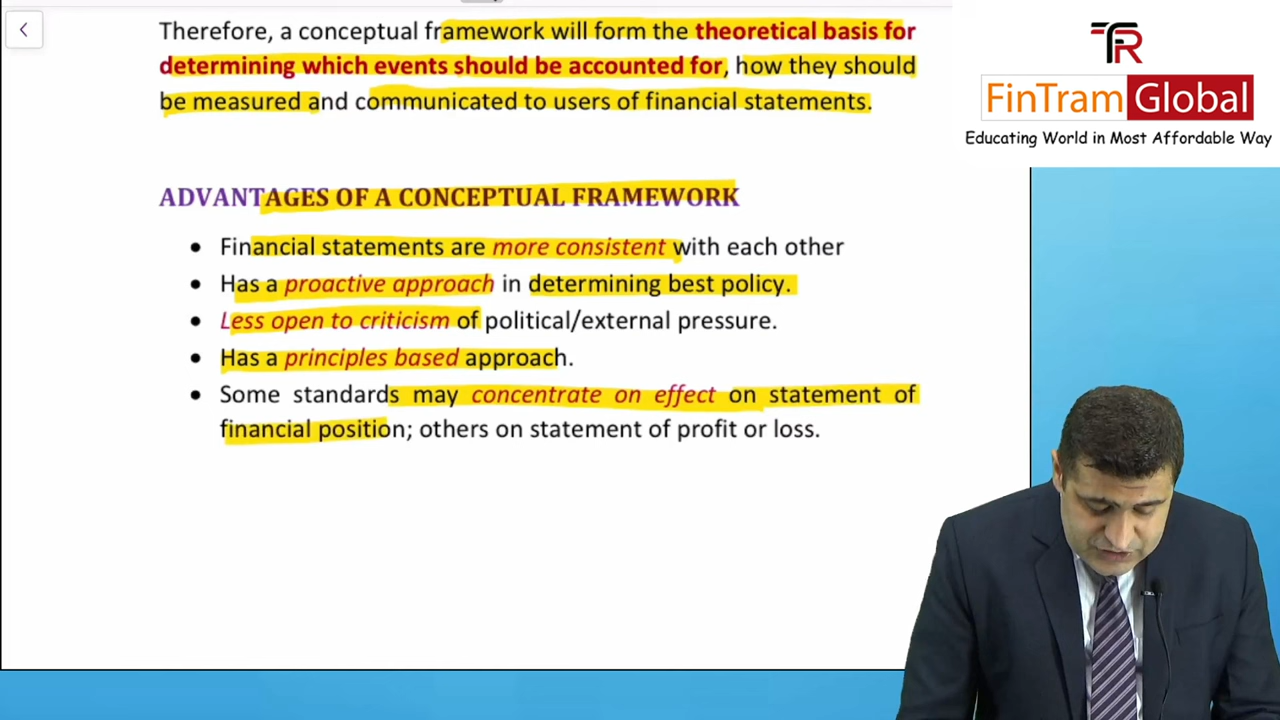 Therefore, a conceptual framework will form the theoretical basis for
determining which events should be accounted for, how they should
be measured and communicated to users of financial statements.
TFR
FinTram Global
Educating World in Most Affordable Way
ADVANTAGES OF A CONCEPTUAL FRAMEWORK
• Financial statements are more consistent with each other
• Has a proactive approach in determining best policy.
• Less open to criticism of political/external pressure.
• Has a principles based approach.
• Some standards may concentrate on effect on statement of
financial position; others on statement of profit or loss.